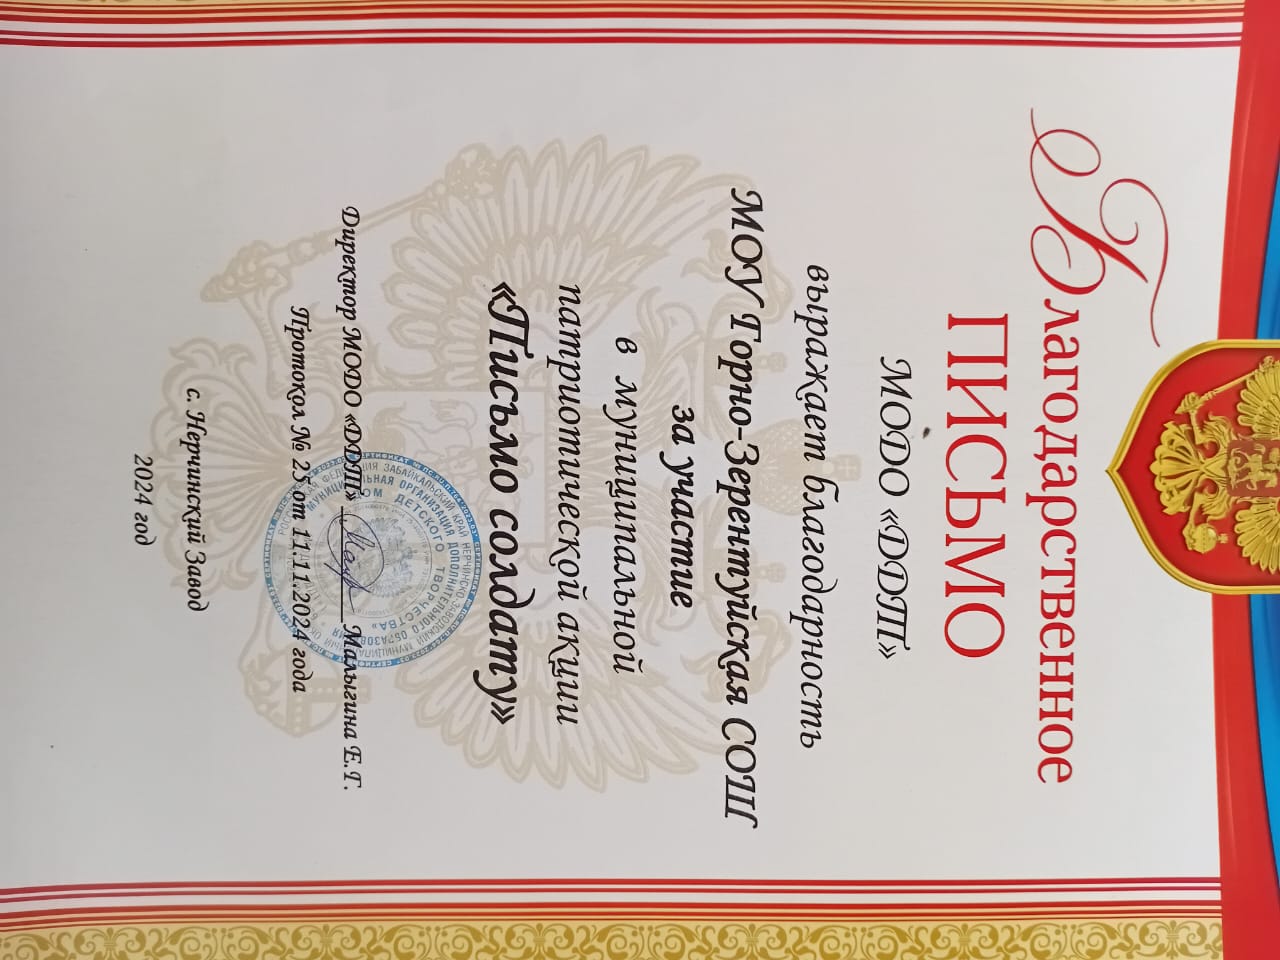 Благодарственное
ПИСЬМО
МОДО «ДДТ»
выражает благодарность
МОУ Горно-Зерентуйская СОШ
за участие
в муниципальной
патриотической акции
«Письмо солдату»
Директор МОДО «ДДТ» Малыгина Е.Г.
Протокол № 25 от 11.11.2024 года
с. Нерчинский Завод
2024 год